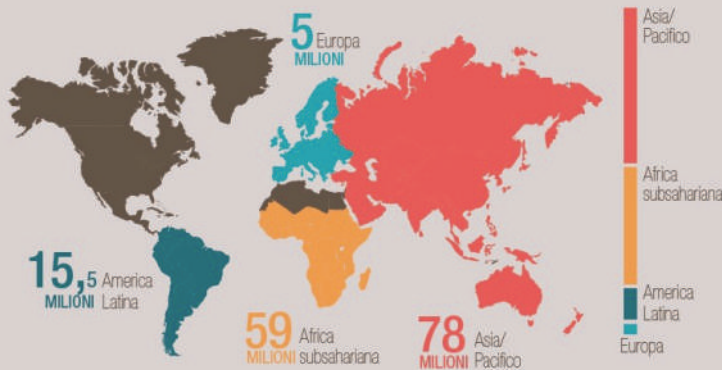 5 Europa
MILIONI
15,5 America
MILIONI Latina
59 Africa
MILIONI subsahariana
78 Asia/
MILIONI Pacifico
Asia/
Pacifico
Africa
subsahariana
America
Latina
Europa